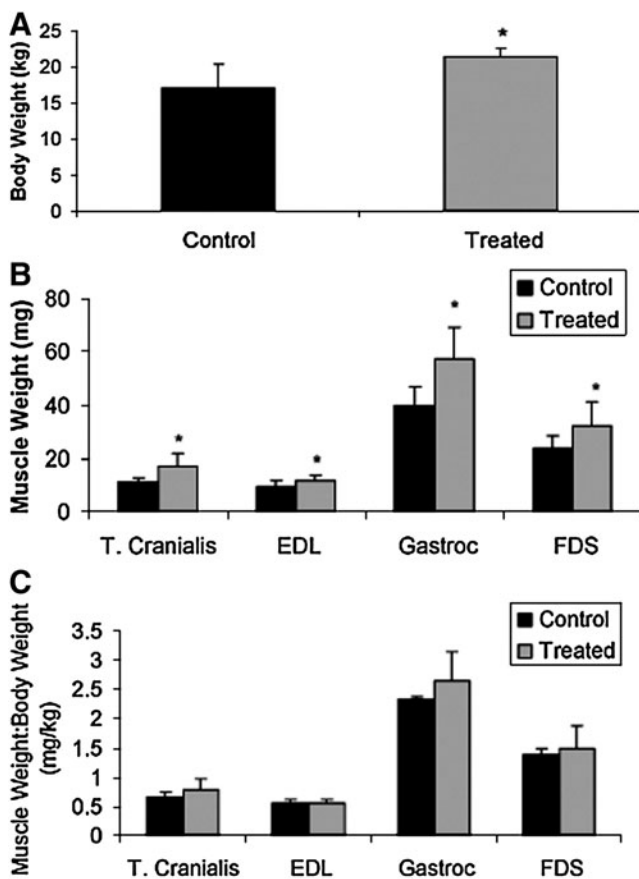 A
Body Weight (kg)
25
20
15
10
5
0
*
Control
Treated
B
Muscle Weight (mg)
80
60
40
20
0
Control
Treated
*
*
*
*
T. Cranialis
EDL
Gastroc
FDS
C
Muscle Weight:Body Weight
(mg/kg)
3.5
3
2.5
2
1.5
1
0.5
0
Control
Treated
T. Cranialis
EDL
Gastroc
FDS